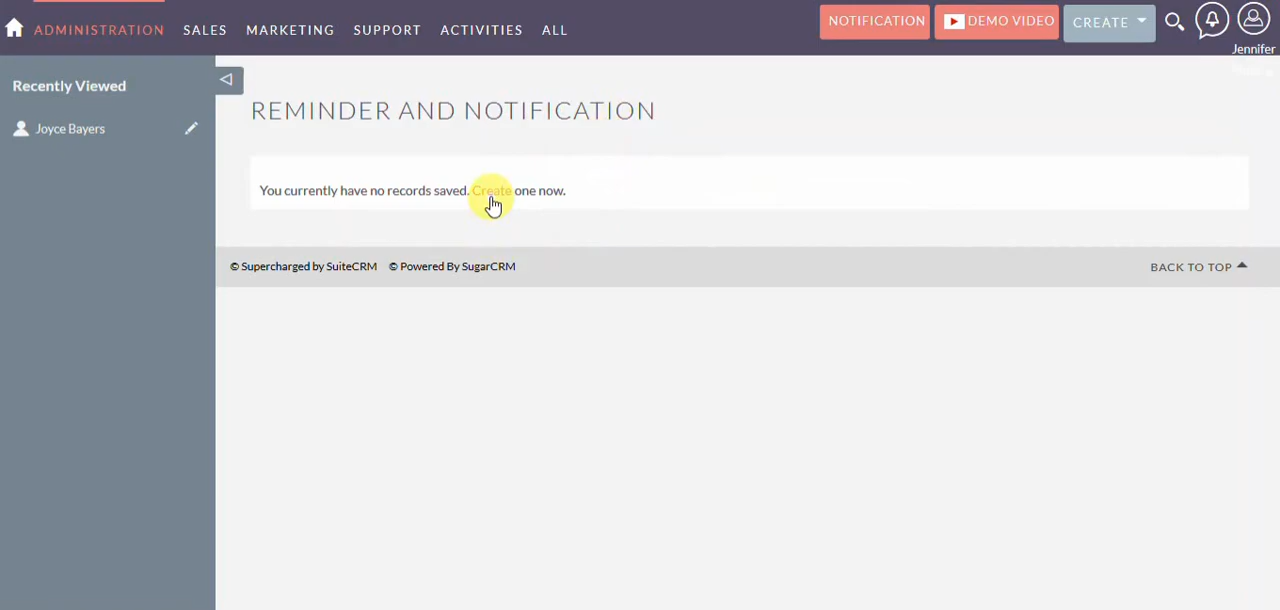 ADMINISTRATION SALES MARKETING SUPPORT ACTIVITIES ALL NOTIFICATION DEMO VIDEO CREATE
Jennifer
Recently Viewed
Joyce Bayers
REMINDER AND NOTIFICATION
You currently have no records saved. Create one now.
© Supercharged by SuiteCRM © Powered By SugarCRM BACK TO TOP